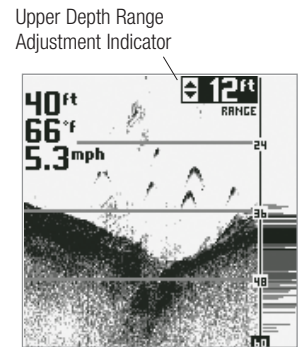 Upper Depth Range
Adjustment Indicator
40ft
12ft
RANGE
66°f
5.3mph
24
36
48
60